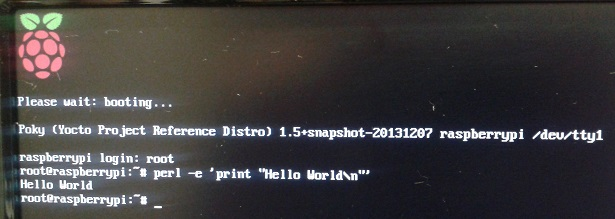 Please wait: booting...
Poky (Yocto Project Reference Distro) 1.5+snapshot-20131207 raspberrypi /dev/tty1
raspberrypi login: root
root@raspberrypi:~# perl -e 'print "Hello World\n"'
Hello World
root@raspberrypi:~# _